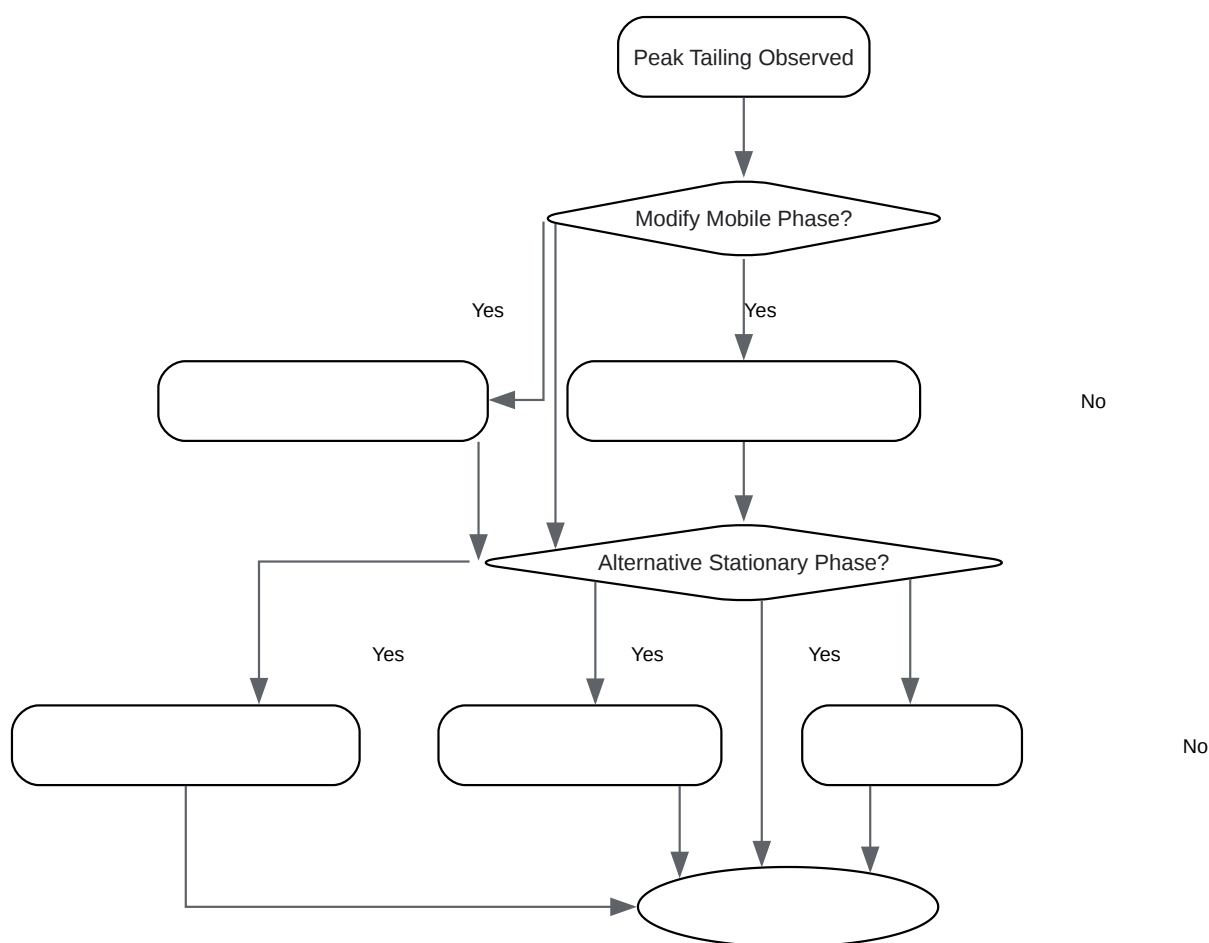 Peak Tailing Observed
Modify Mobile Phase?
Yes
Yes
No
Alternative Stationary Phase?
Yes
Yes
Yes
No